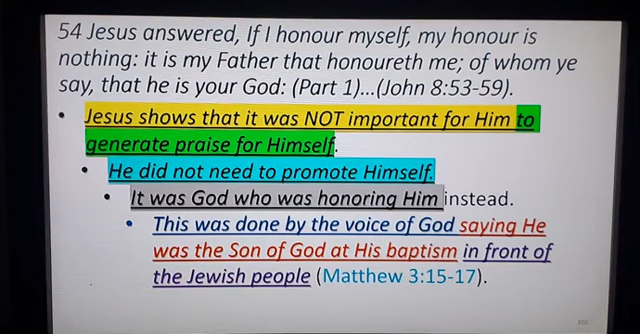 54 Jesus answered, If I honour myself, my honour is
nothing: it is my Father that honoureth me; of whom ye
say, that he is your God: (Part 1)...(John 8:53-59).
• Jesus shows that it was NOT important for Him to
generate praise for Himself.
• He did not need to promote Himself.
• It was God who was honoring Him instead.
• This was done by the voice of God saying He
was the Son of God at His baptism in front of
the Jewish people (Matthew 3:15-17).